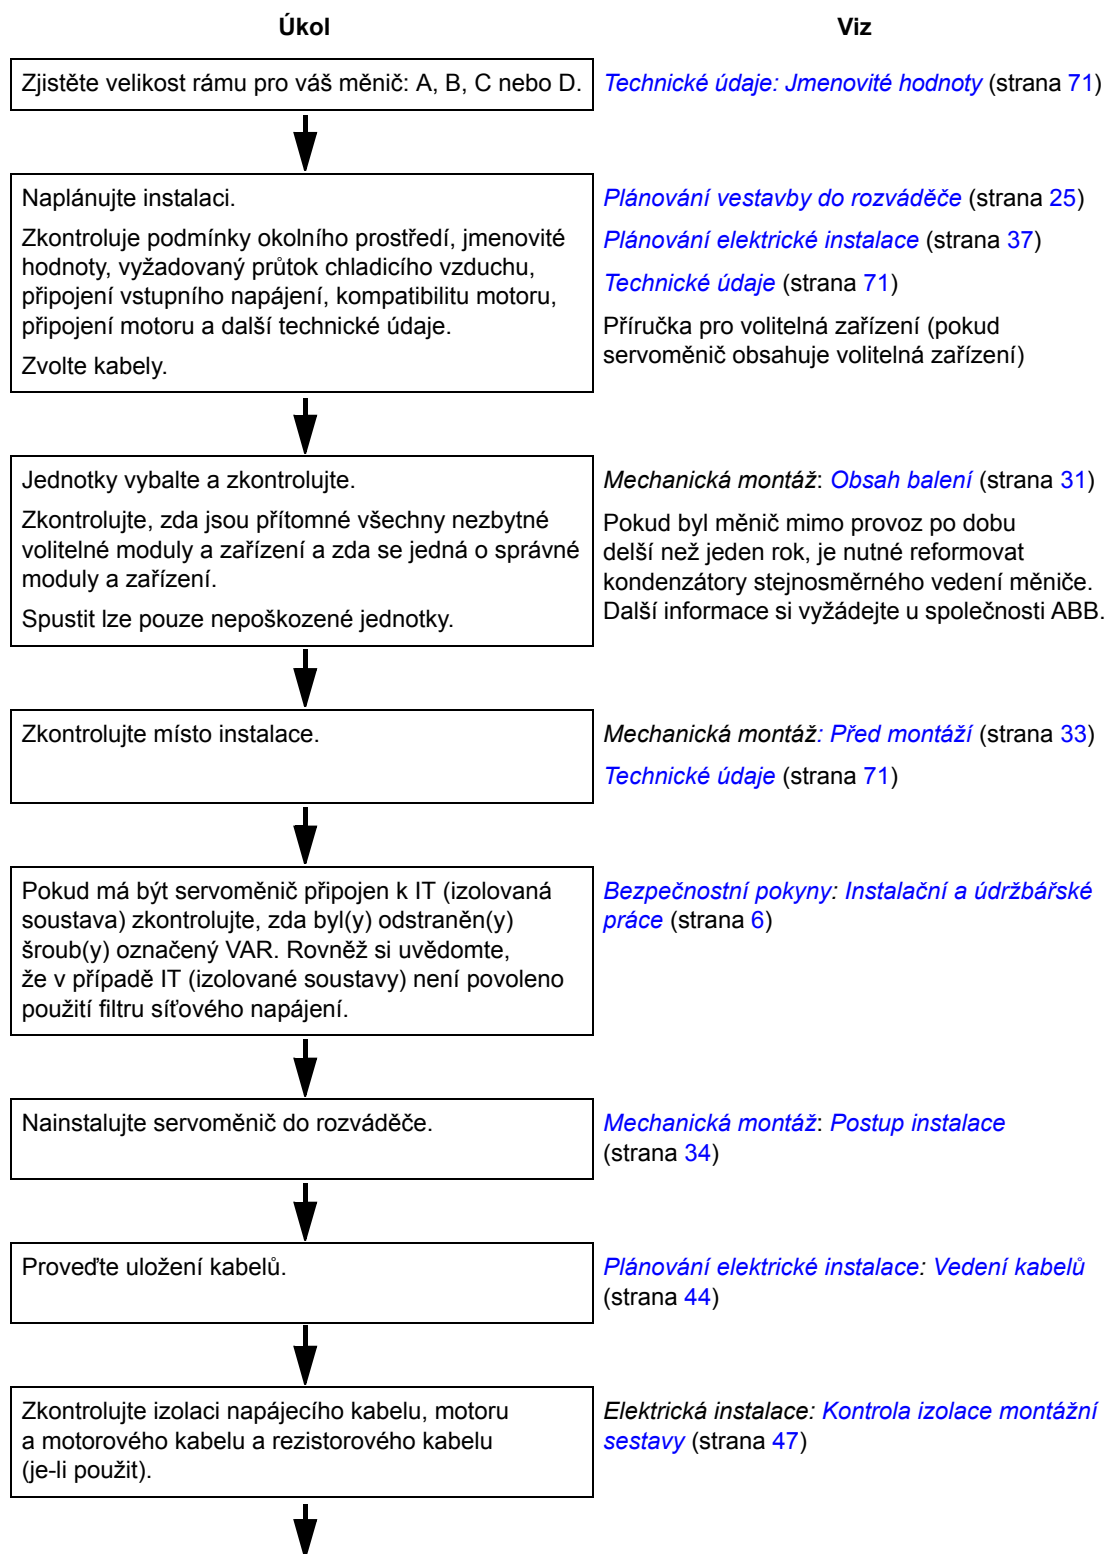 Úkol
Viz
Zjistěte velikost rámu pro váš měnič: A, B, C nebo D.
Technické údaje: Jmenovité hodnoty (strana 71)
Naplánujte instalaci.
Zkontroluje podmínky okolního prostředí, jmenovité
hodnoty, vyžadovaný průtok chladicího vzduchu,
připojení vstupního napájení, kompatibilitu motoru,
připojení motoru a další technické údaje.
Zvolte kabely.
Plánování vestavby do rozváděče (strana 25)
Plánování elektrické instalace (strana 37)
Technické údaje (strana 71)
Příručka pro volitelná zařízení (pokud
servoměnič obsahuje volitelná zařízení)
Jednotky vybalte a zkontrolujte.
Zkontrolujte, zda jsou přítomné všechny nezbytné
volitelné moduly a zařízení a zda se jedná o správné
moduly a zařízení.
Spustit lze pouze nepoškozené jednotky.
Mechanická montáž: Obsah balení (strana 31)
Pokud byl měnič mimo provoz po dobu
delší než jeden rok, je nutné reformovat
kondenzátory stejnosměrného vedení měniče.
Další informace si vyžádejte u společnosti ABB.
Zkontrolujte místo instalace.
Mechanická montáž: Před montáží (strana 33)
Technické údaje (strana 71)
Pokud má být servoměnič připojen k IT (izolovaná
soustava) zkontrolujte, zda byl(y) odstraněn(y)
šroub(y) označený VAR. Rovněž si uvědomte,
že v případě IT (izolované soustavy) není povoleno
použití filtru síťového napájení.
Bezpečnostní pokyny: Instalační a údržbářské
práce (strana 6)
Nainstalujte servoměnič do rozváděče.
Mechanická montáž: Postup instalace
(strana 34)
Proveďte uložení kabelů.
Plánování elektrické instalace: Vedení kabelů
(strana 44)
Zkontrolujte izolaci napájecího kabelu, motoru
a motorového kabelu a rezistorového kabelu
(je-li použit).
Elektrická instalace: Kontrola izolace montážní
sestavy (strana 47)